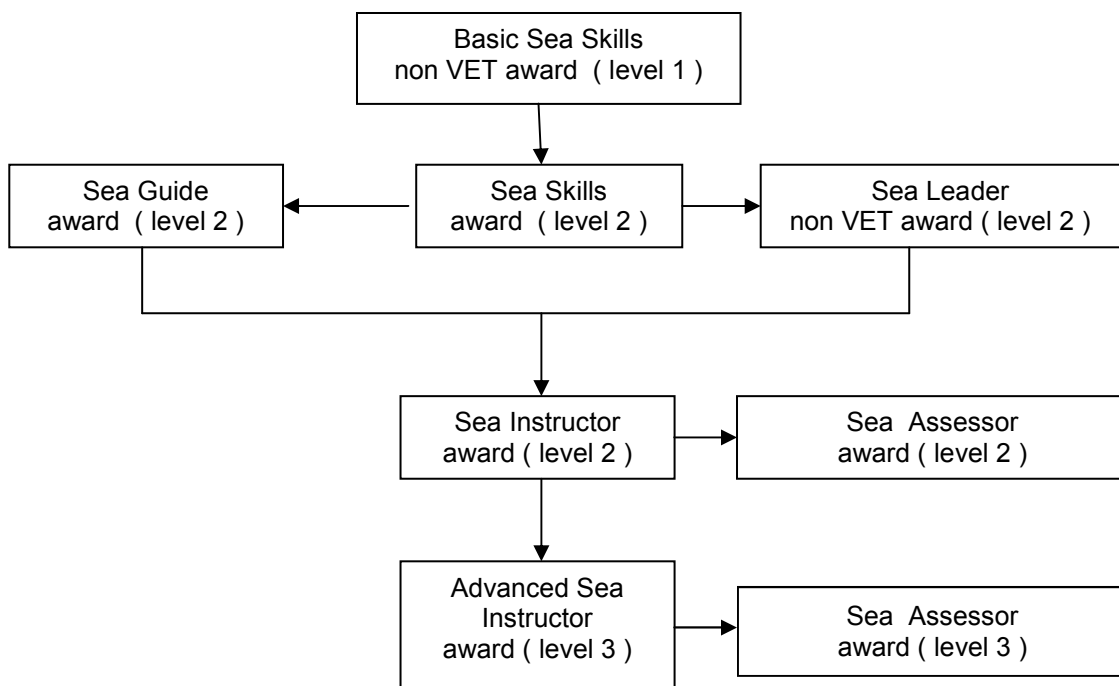 Basic Sea Skills
non VET award ( level 1 )
Sea Guide
award ( level 2 )
Sea Skills
award ( level 2 )
Sea Leader
non VET award ( level 2 )
Sea Instructor
award ( level 2 )
Sea Assessor
award ( level 2 )
Advanced Sea
Instructor
award ( level 3 )
Sea Assessor
award ( level 3 )